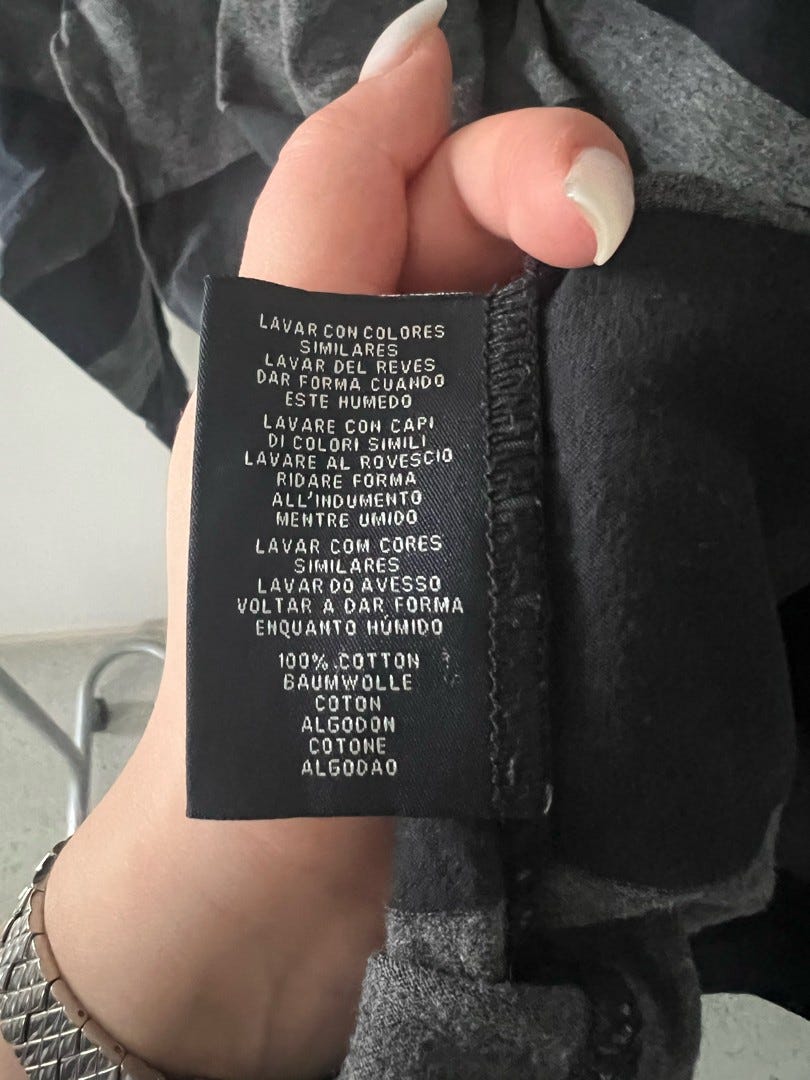 LAVAR CON COLORES
SIMILARES
LAVAR DEL REVES
DAR FORMA CUANDO
ESTE HUMEDO
LAVARE CON CAPI
DI COLORI SIMILI
LAVARE AL ROVESCIO
RIDARE FORMA
ALL'INDUMENTO
MENTRE UMIDO
LAVAR COM CORES
SIMILARES
LAVAR DO AVESSO
VOLTAR A DAR FORMA
ENQUANTO HÚMIDO
100% COTTON
BAUMWOLLE
COTON
ALGODON
COTONE
ALGODAO